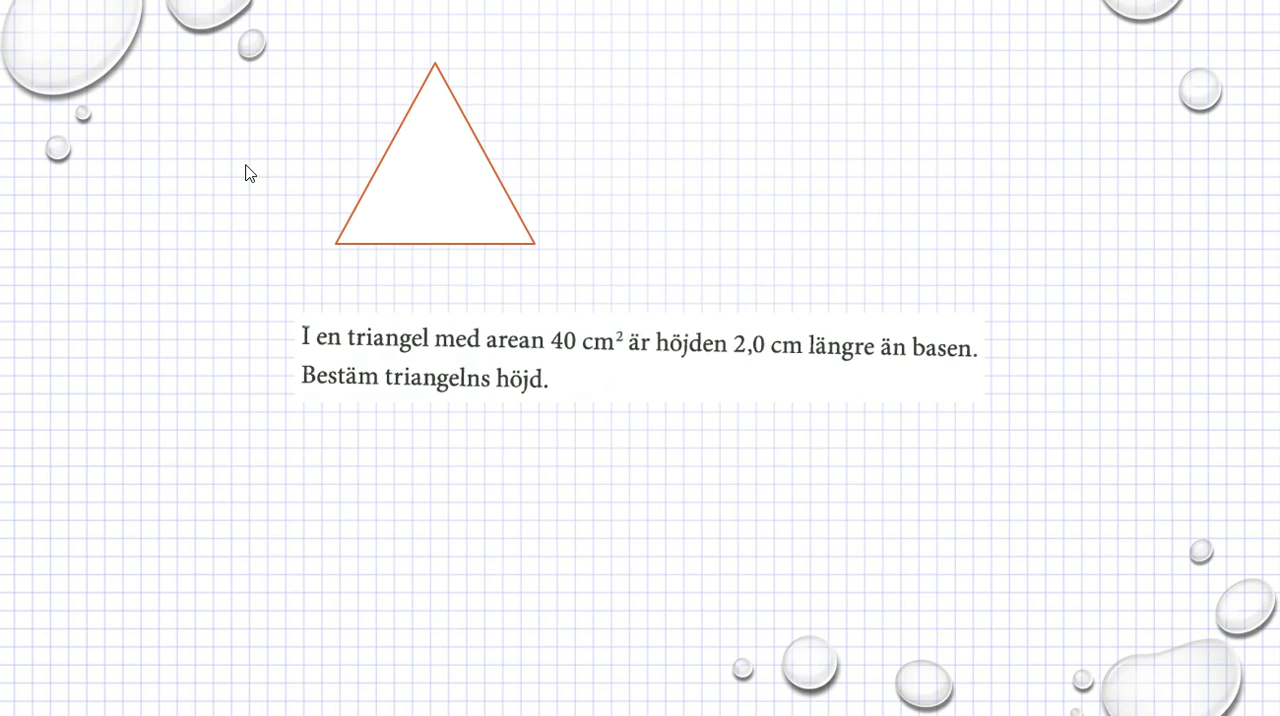 I en triangel med arean 40 cm² är höjden 2,0 cm längre än basen.
Bestäm triangelns höjd.